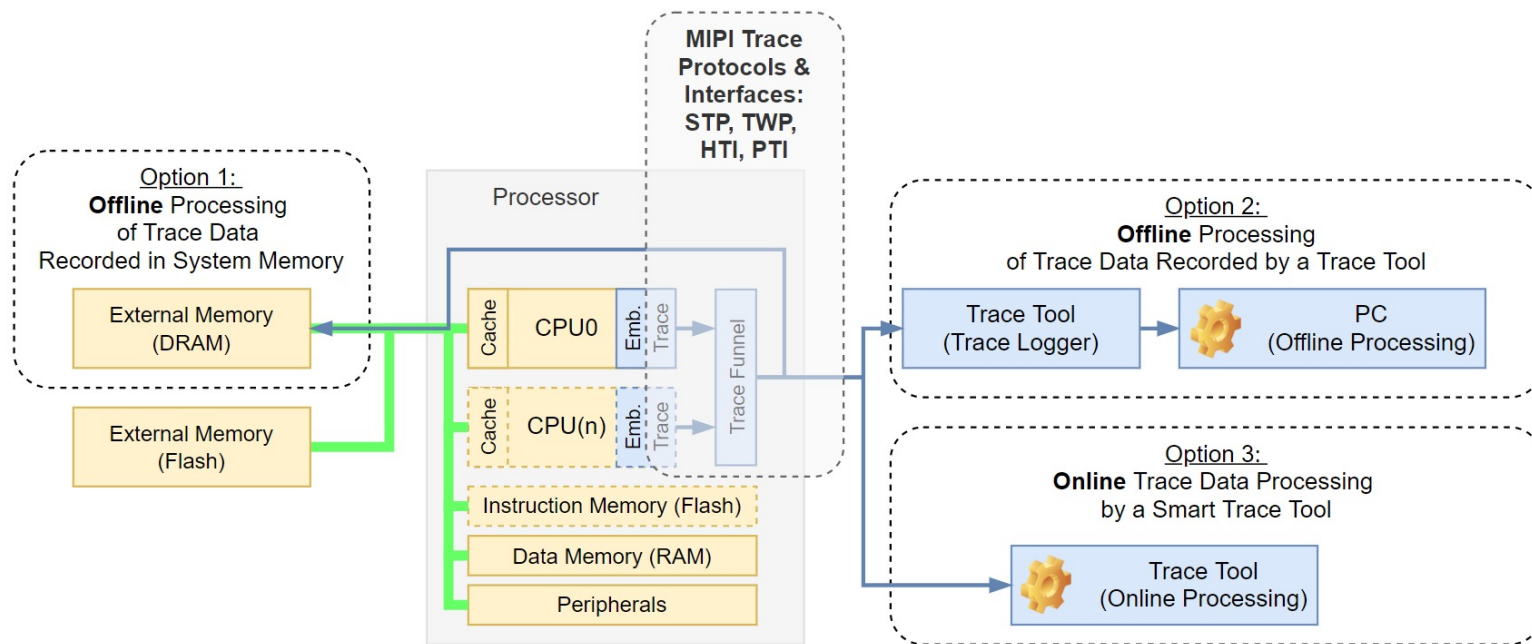 MIPI Trace
Protocols &
Interfaces:
STP, TWP,
HTI, PTI
Option 1:
Offline Processing
of Trace Data
Recorded in System Memory
External Memory
(DRAM)
External Memory
(Flash)
Processor
Cache
CPU0
Emb.
Trace
Cache
CPU(n)
Emb.
Trace
Trace Funnel
Instruction Memory (Flash)
Data Memory (RAM)
Peripherals
Option 2:
Offline Processing
of Trace Data Recorded by a Trace Tool
Trace Tool
(Trace Logger)
PC
(Offline Processing)
Option 3:
Online Trace Data Processing
by a Smart Trace Tool
Trace Tool
(Online Processing)